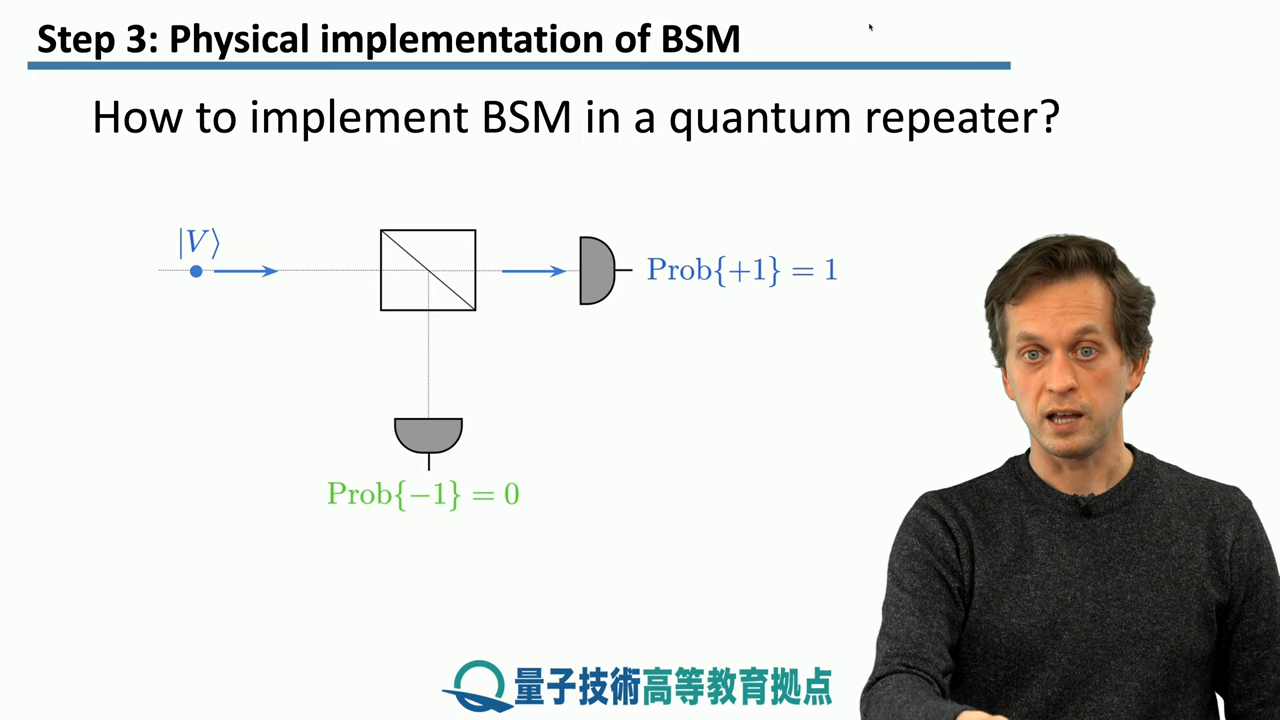 Step 3: Physical implementation of BSM
How to implement BSM in a quantum repeater?
|V⟩
Prob{+1} = 1
Prob{−1} = 0
量子技術高等教育拠点